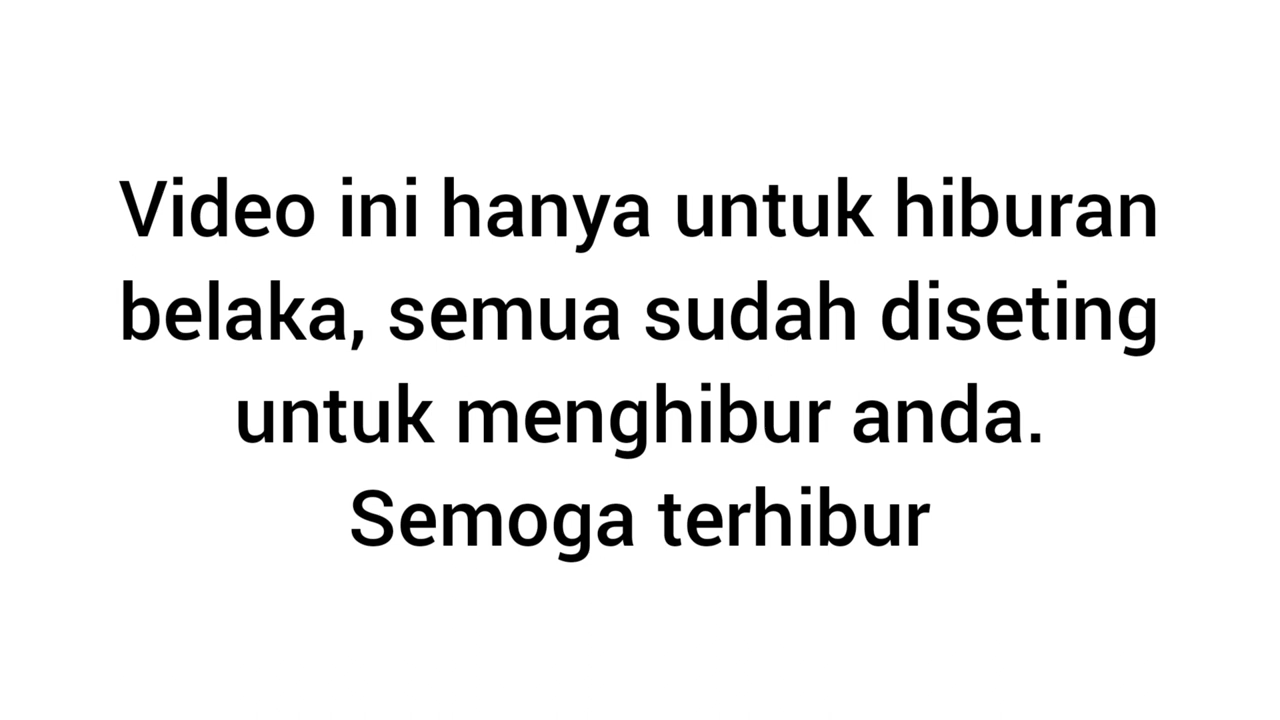 Video ini hanya untuk hiburan
belaka, semua sudah diseting
untuk menghibur anda.
Semoga terhibur